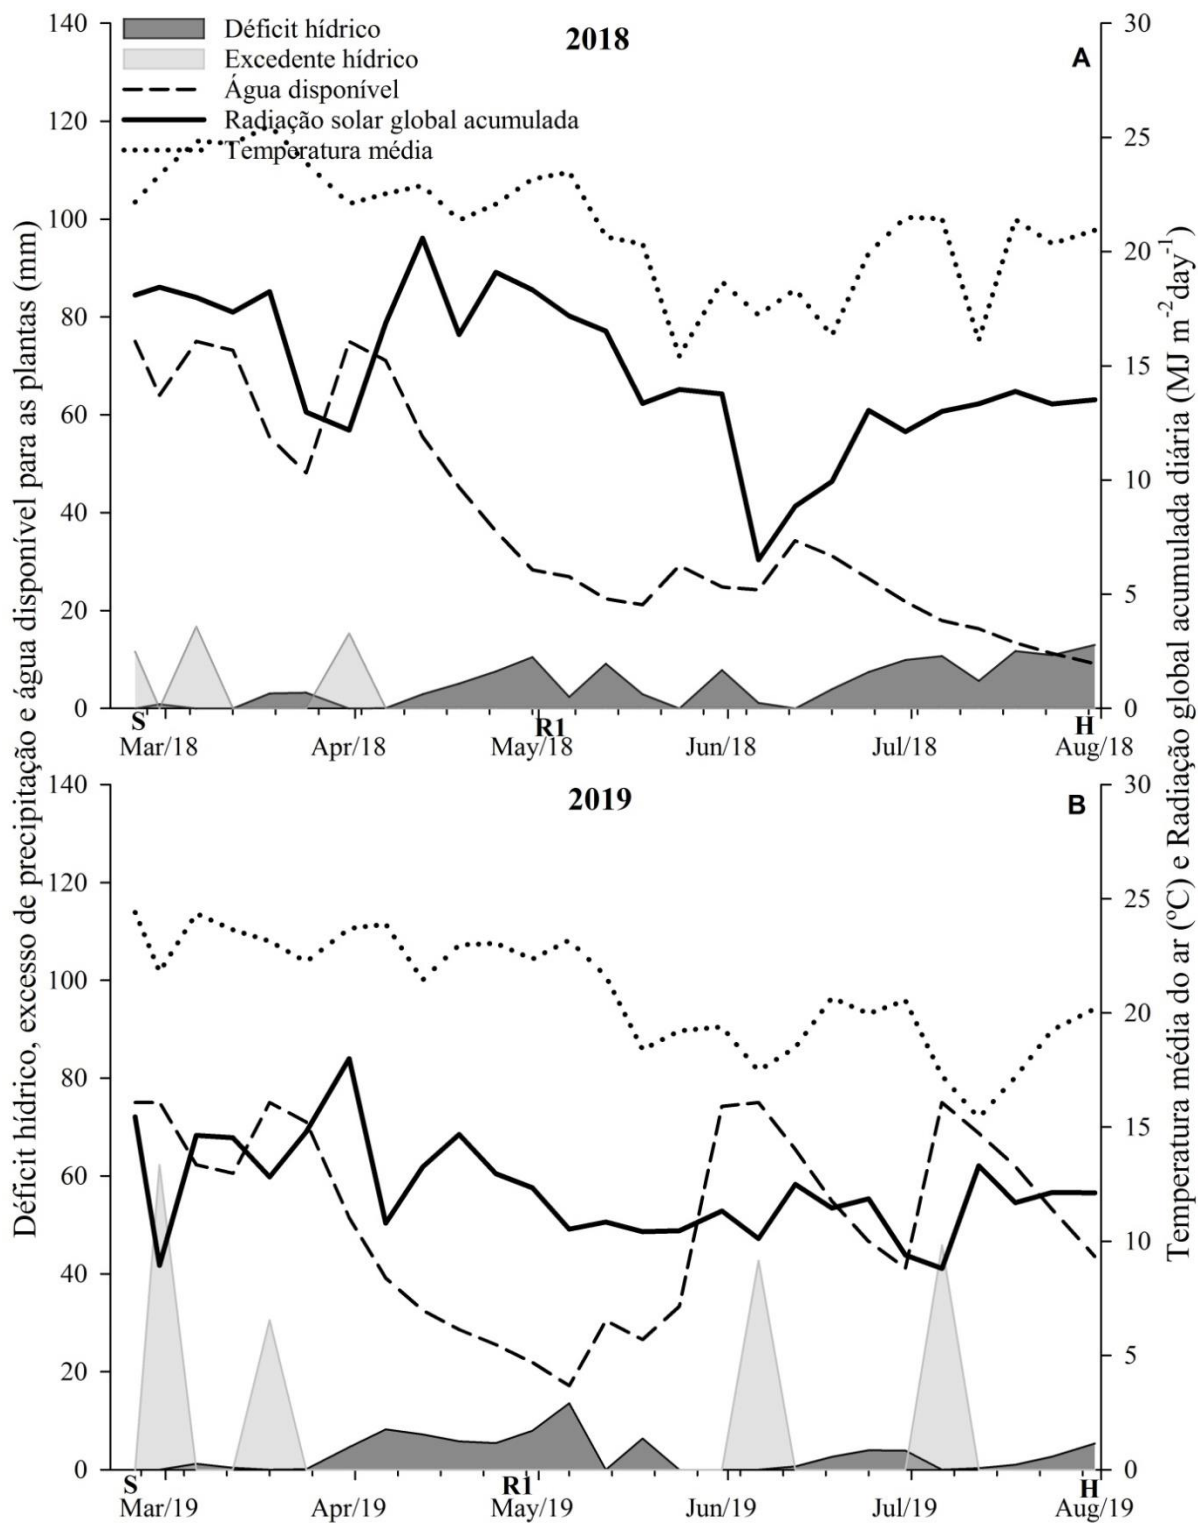 Déficit hídrico, excesso de precipitação e água disponível para as plantas (mm)
140
120
100
80
60
40
20
0
Déficit hídrico
Excedente hídrico
Água disponível
Radiação solar global acumulada
Temperatura média
2018
A
30
25
20
15
10
5
0
S
R1
H
Mar/18
Apr/18
May/18
Jun/18
Jul/18
Aug/18
140
120
100
80
60
40
20
0
2019
B
30
25
20
15
10
5
0
S
R1
H
Mar/19
Apr/19
May/19
Jun/19
Jul/19
Aug/19
Temperatura média do ar (ºC) e Radiação global acumulada diária (MJ m⁻² day⁻¹)